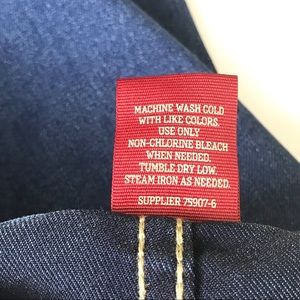 MACHINE WASH COLD
WITH LIKE COLORS.
USE ONLY
NON-CHLORINE BLEACH
WHEN NEEDED.
TUMBLE DRY LOW.
STEAM IRON AS NEEDED.
SUPPLIER 75907-6